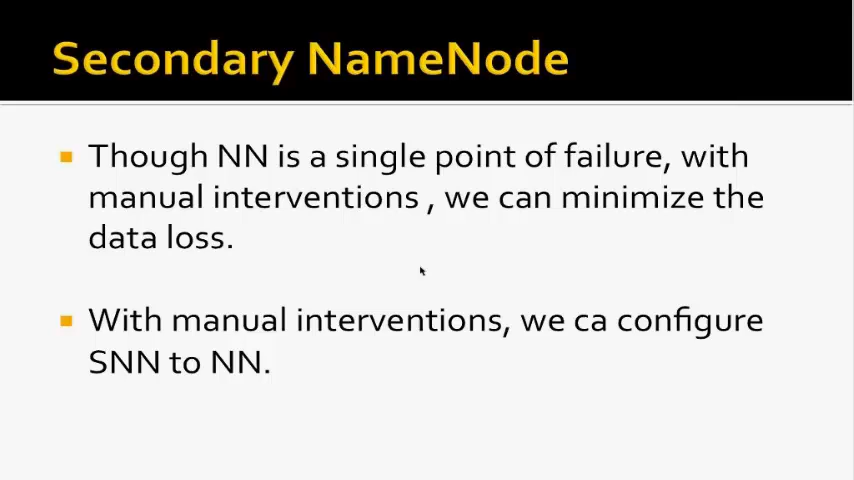 Secondary NameNode
Though NN is a single point of failure, with
manual interventions , we can minimize the
data loss.
With manual interventions, we ca configure
SNN to NN.